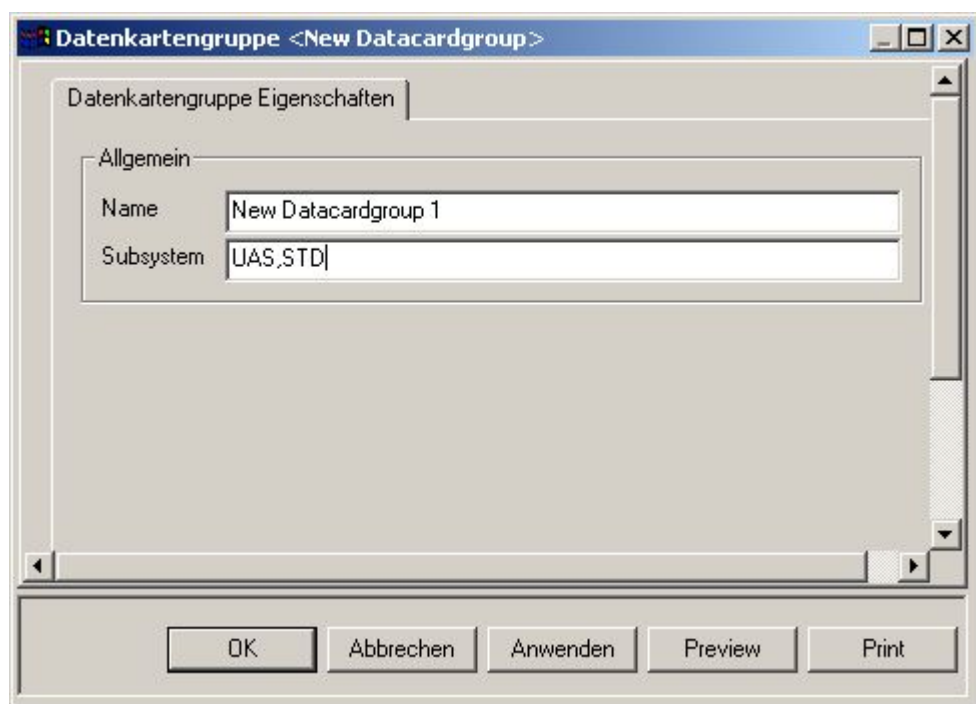 Datenkartengruppe <New Datacardgroup>
Datenkartengruppe Eigenschaften
Allgemein
Name New Datacardgroup 1
Subsystem UAS,STD
OK Abbrechen Anwenden Preview Print